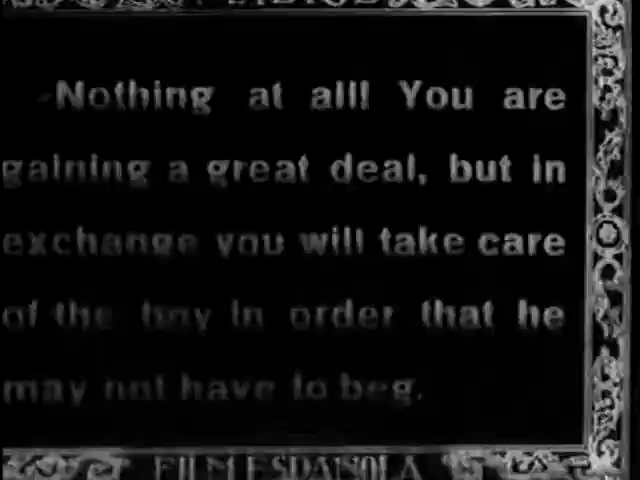 -Nothing at all! You are
gaining a great deal, but in
exchange you will take care
of the boy in order that he
may not have to beg.
FILM ESPAÑOLA